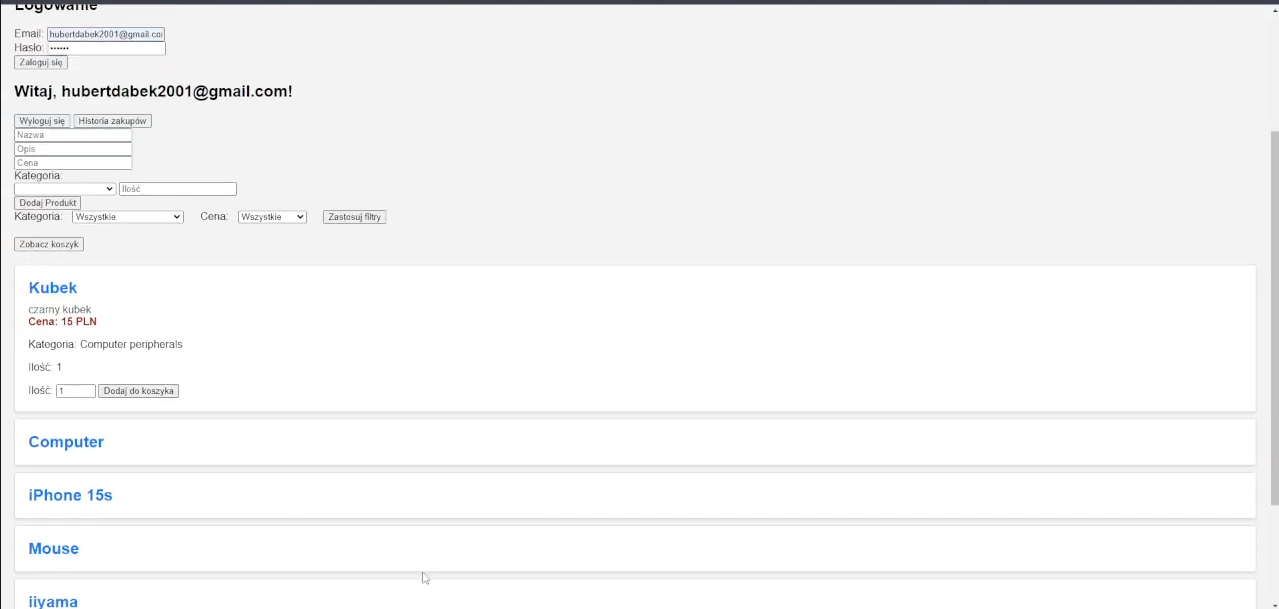 Logowanie
Email: hubertdabek2001@gmail.co
Hasło: ••••••
Zaloguj się
Witaj, hubertdabek2001@gmail.com!
Wyloguj się Historia zakupów
Nazwa
Opis
Cena
Kategoria:
Ilość
Dodaj Produkt
Kategoria: Wszystkie Cena: Wszystkie Zastosuj filtry
Zobacz koszyk
Kubek
czarny kubek
Cena: 15 PLN
Kategoria: Computer peripherals
Ilość: 1
Ilość: 1 Dodaj do koszyka
Computer
iPhone 15s
Mouse
iiyama